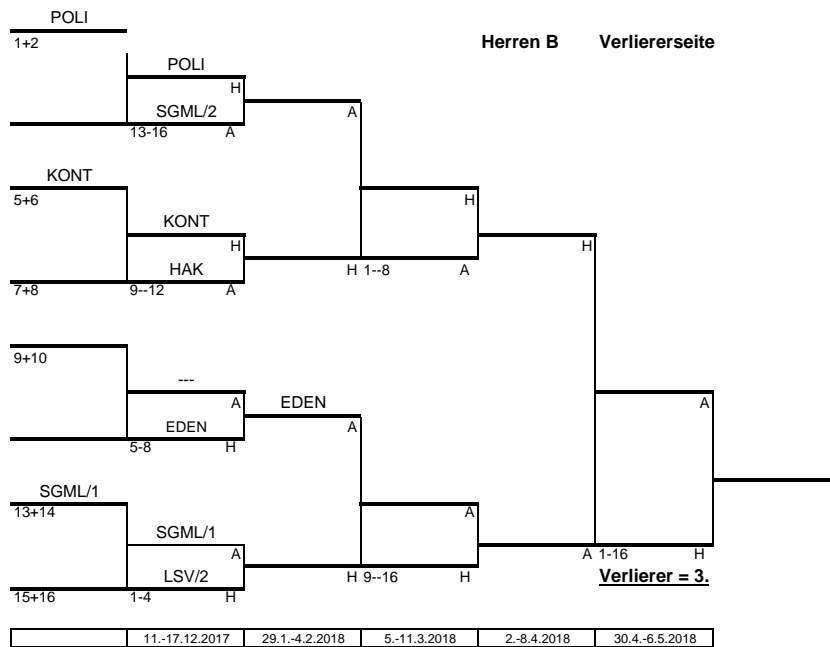 POLI
1+2
Herren B Verliererseite
POLI
H
SGML/2
A
13-16 A
KONT
5+6
H
KONT
H
H
HAK
H 1--8 A
7+8 9--12 A
9+10
---
A
EDEN
A
EDEN
A
5-8 H
SGML/1
13+14
A
SGML/1
A
A 1-16 H
LSV/2
H 9--16 H
Verlierer = 3.
15+16 1-4 H
11.-17.12.2017 29.1.-4.2.2018 5.-11.3.2018 2.-8.4.2018 30.4.-6.5.2018